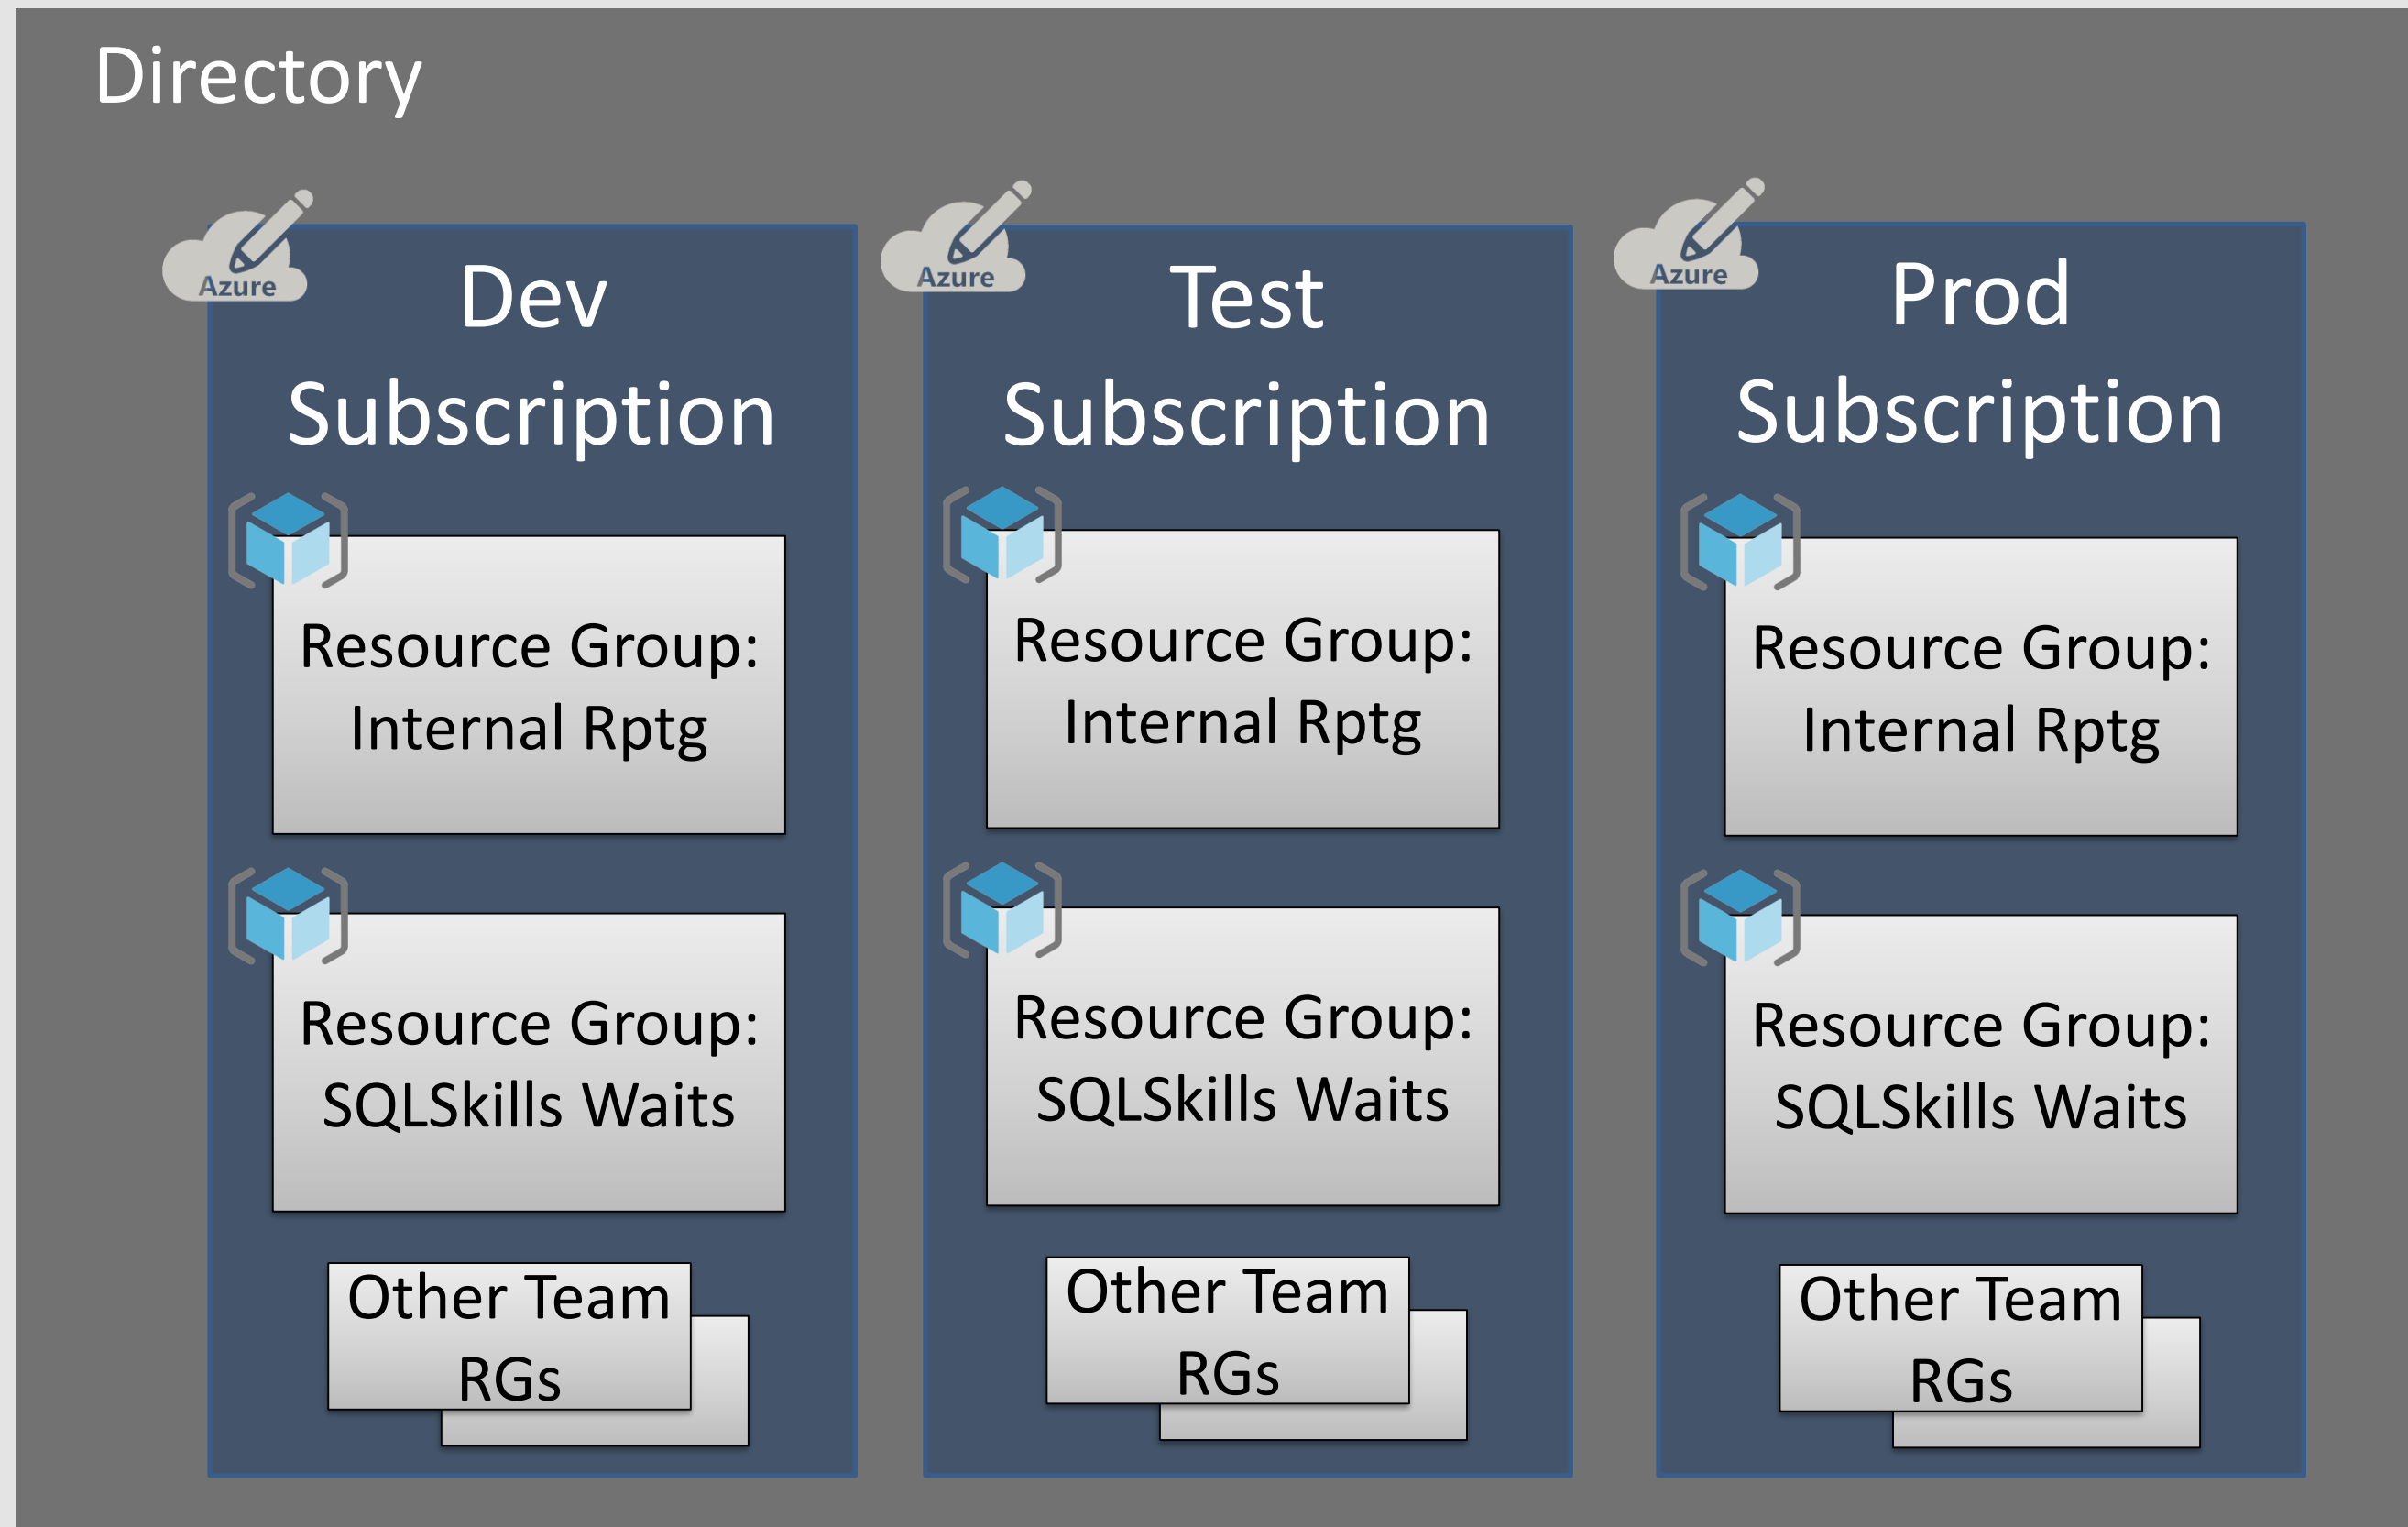 Directory
Azure
Dev
Subscription
Resource Group:
Internal Rptg
Resource Group:
SQLSkills Waits
Other Team
RGs
Azure
Test
Subscription
Resource Group:
Internal Rptg
Resource Group:
SQLSkills Waits
Other Team
RGs
Azure
Prod
Subscription
Resource Group:
Internal Rptg
Resource Group:
SQLSkills Waits
Other Team
RGs